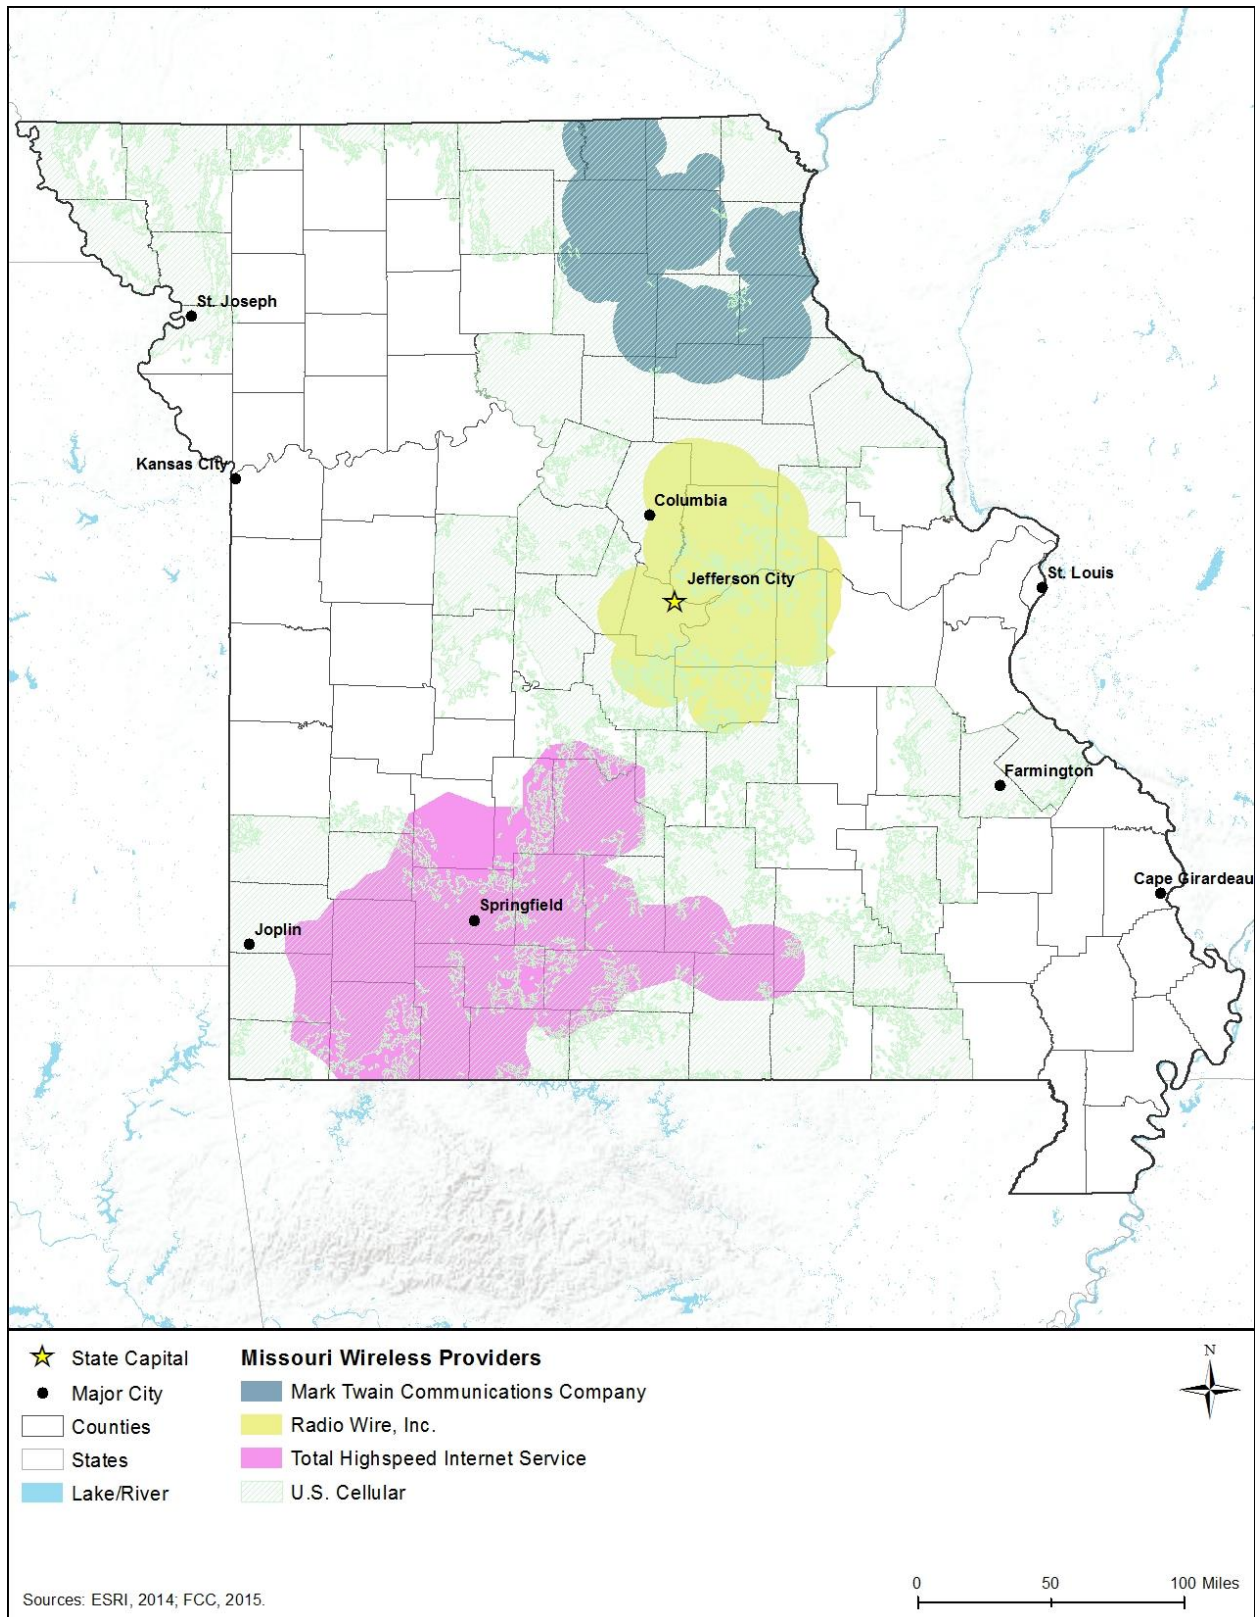 St. Joseph
Kansas City
Columbia
Jefferson City
St. Louis
Farmington
Cape Girardeau
Springfield
Joplin
State Capital
Major City
Counties
States
Lake/River
Missouri Wireless Providers
Mark Twain Communications Company
Radio Wire, Inc.
Total Highspeed Internet Service
U.S. Cellular
N
0 50 100 Miles
Sources: ESRI, 2014; FCC, 2015.